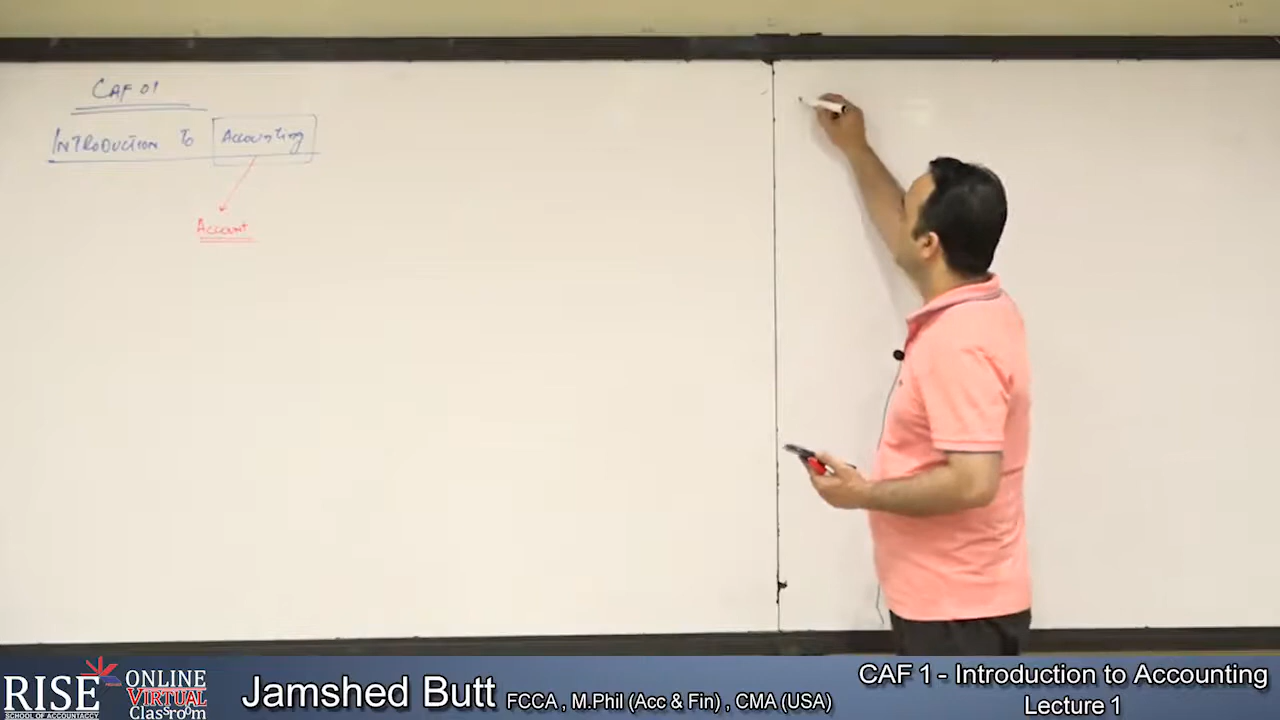 CAF 01
INTRODUCTION To Accounting
Account
RISE
SCHOOL OF ACCOUNTACCY
ONLINE
VIRTUAL
Classroom
Jamshed Butt FCCA , M.Phil (Acc & Fin) , CMA (USA)
CAF 1 - Introduction to Accounting
Lecture 1